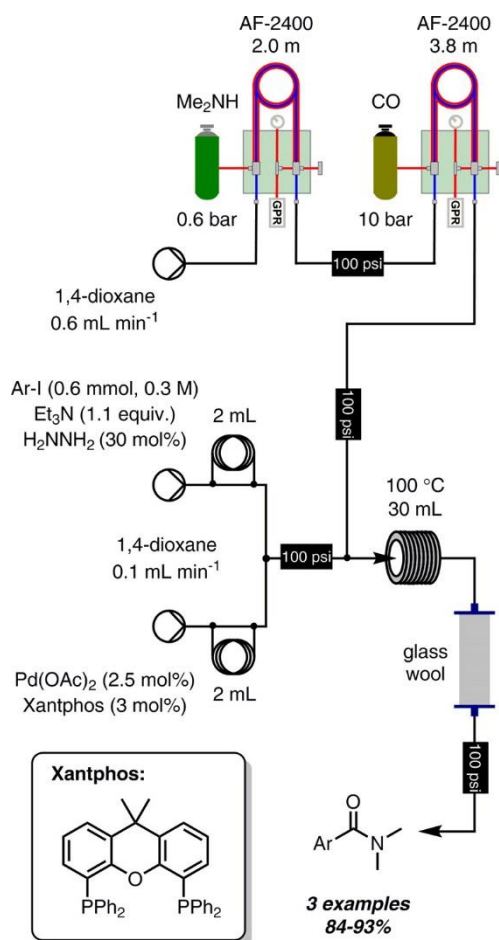 AF-2400
2.0 m
AF-2400
3.8 m
Me₂NH
CO
0.6 bar
GPR
10 bar
GPR
100 psi
1,4-dioxane
0.6 mL min⁻¹
Ar-I (0.6 mmol, 0.3 M)
Et₃N (1.1 equiv.)
H₂NNH₂ (30 mol%)
2 mL
100 psi
100 °C
30 mL
1,4-dioxane
0.1 mL min⁻¹
100 psi
glass
wool
Pd(OAc)₂ (2.5 mol%)
Xantphos (3 mol%)
2 mL
100 psi
Xantphos:
O
PPh₂
PPh₂
O
Ar
N
3 examples
84-93%